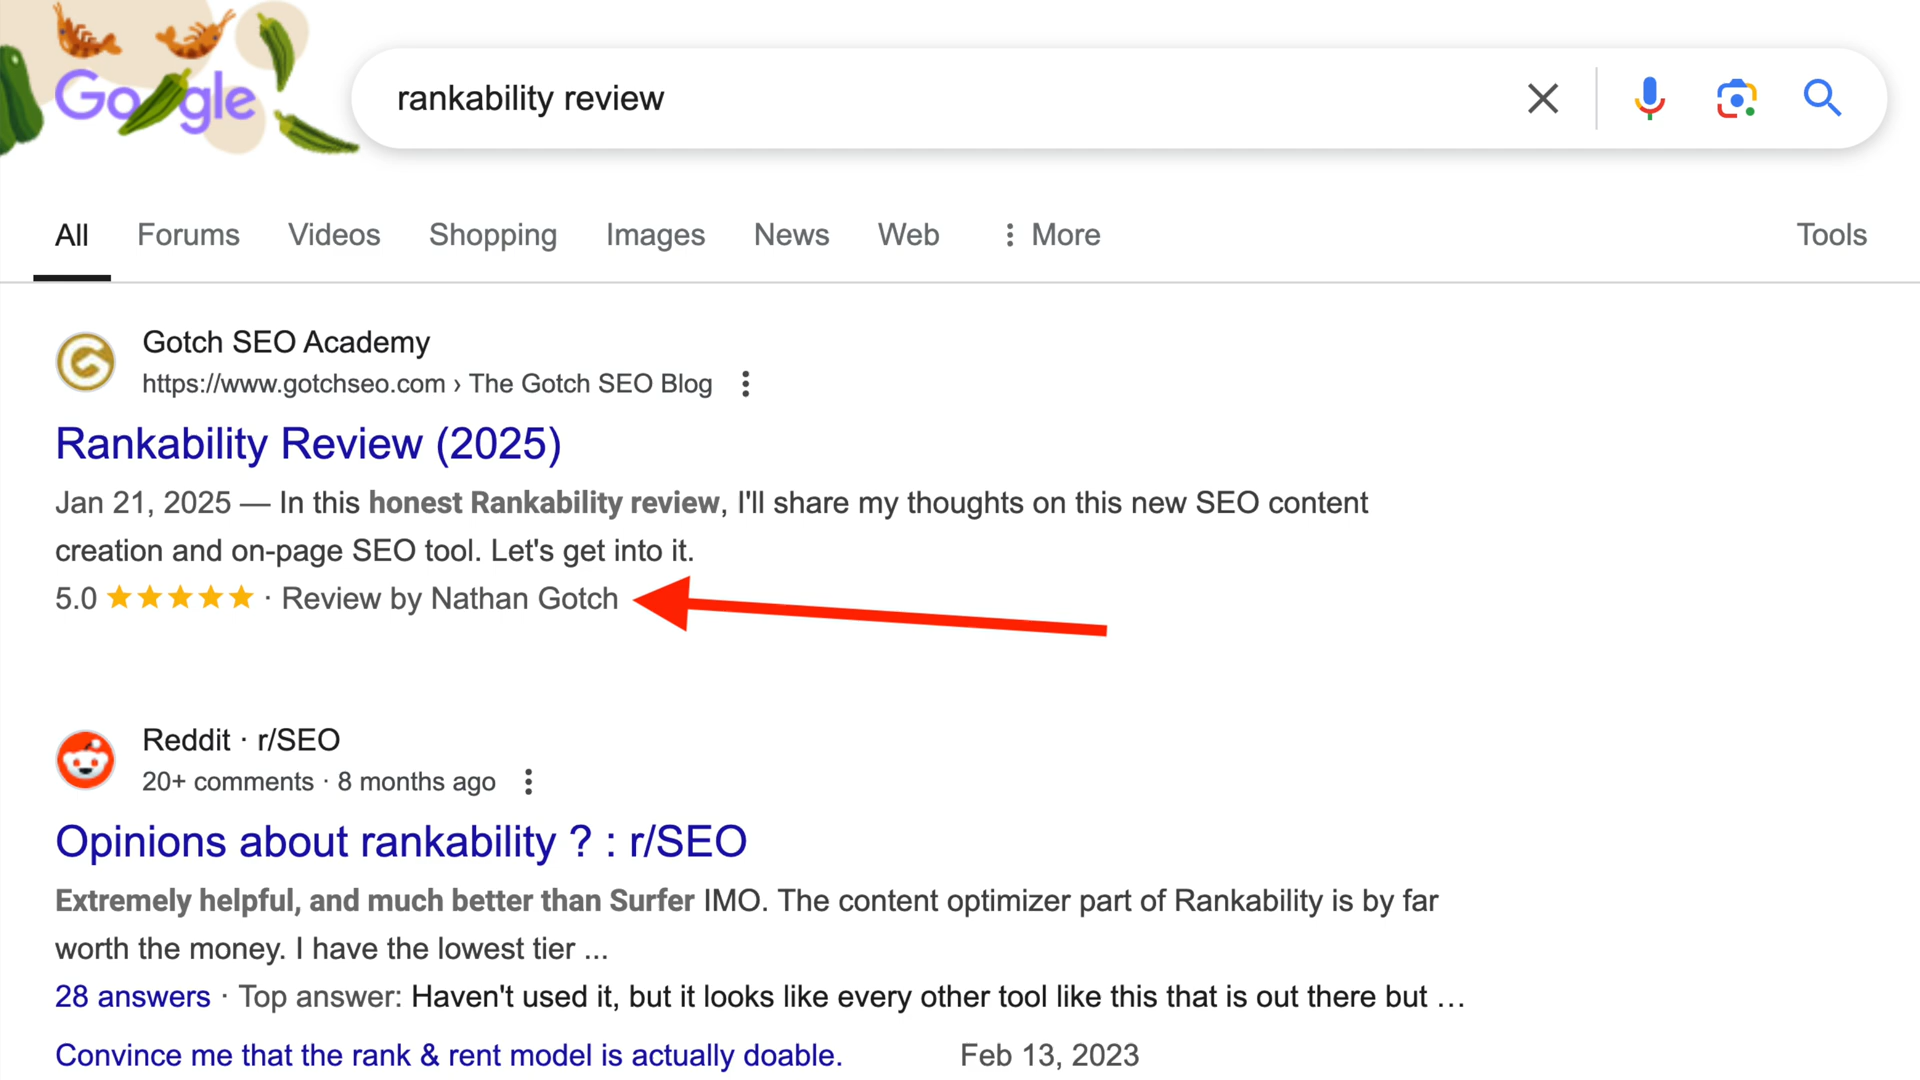 Google
rankability review
All Forums Videos Shopping Images News Web More Tools
Gotch SEO Academy
https://www.gotchseo.com › The Gotch SEO Blog
Rankability Review (2025)
Jan 21, 2025 — In this honest Rankability review, I'll share my thoughts on this new SEO content
creation and on-page SEO tool. Let's get into it.
5.0 ★★★★★ · Review by Nathan Gotch
Reddit · r/SEO
20+ comments · 8 months ago
Opinions about rankability ? : r/SEO
Extremely helpful, and much better than Surfer IMO. The content optimizer part of Rankability is by far
worth the money. I have the lowest tier ...
28 answers · Top answer: Haven't used it, but it looks like every other tool like this that is out there but ...
Convince me that the rank & rent model is actually doable. Feb 13, 2023